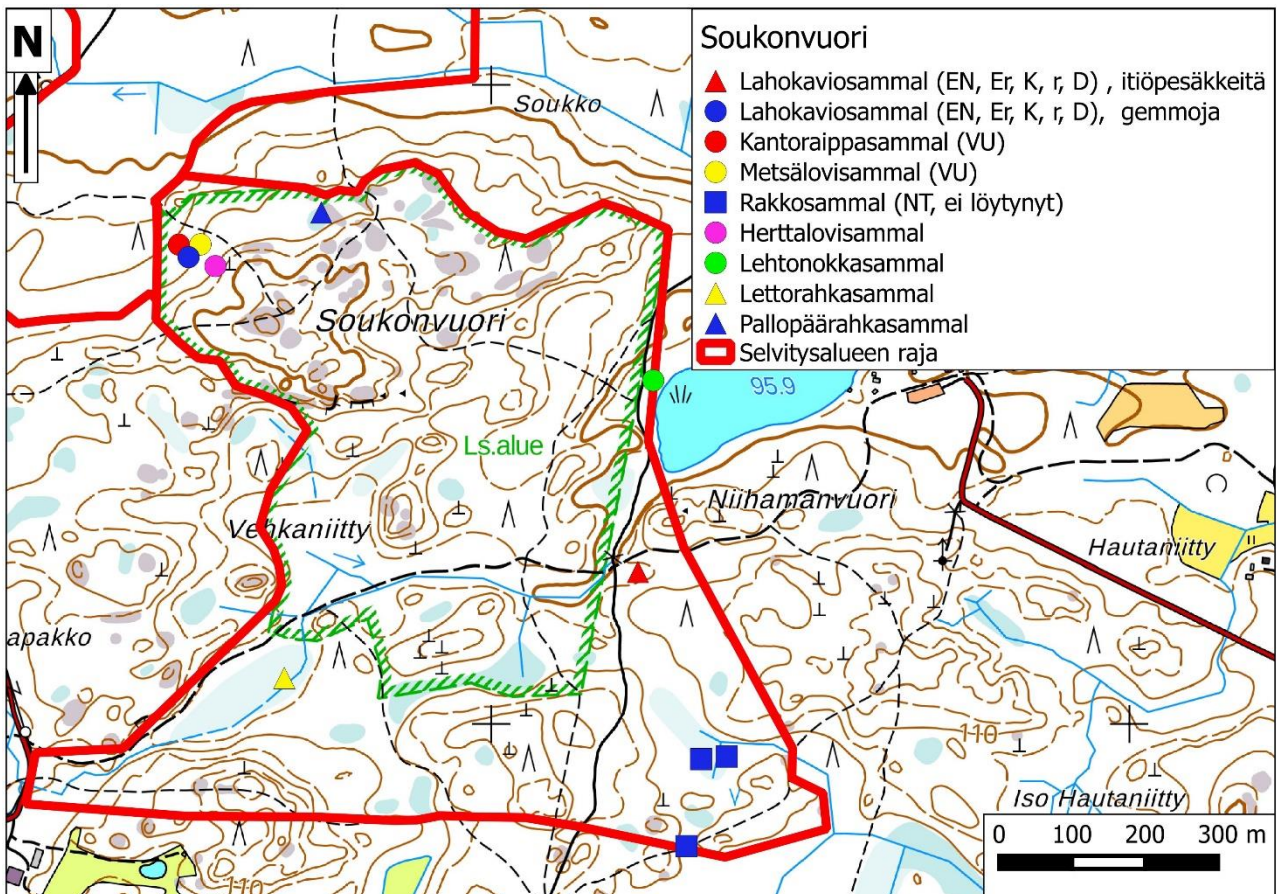 N
Soukonvuori
Lahokaviosammal (EN, Er, K, r, D) , itiöpesäkkeitä
Lahokaviosammal (EN, Er, K, r, D), gemmoja
Kantoraippasammal (VU)
Metsälovisammal (VU)
Rakkosammal (NT, ei löytynyt)
Herttalovisammal
Lehtonokkasammal
Lettorahkasammal
Pallopäärahkasammal
Selvitysalueen raja
Soukko
Soukonvuori
95.9
Ls.alue
Niihamanvuori
Vehkaniitty
Hautaniitty
apakko
110
Iso Hautaniitty
110
0 100 200 300 m